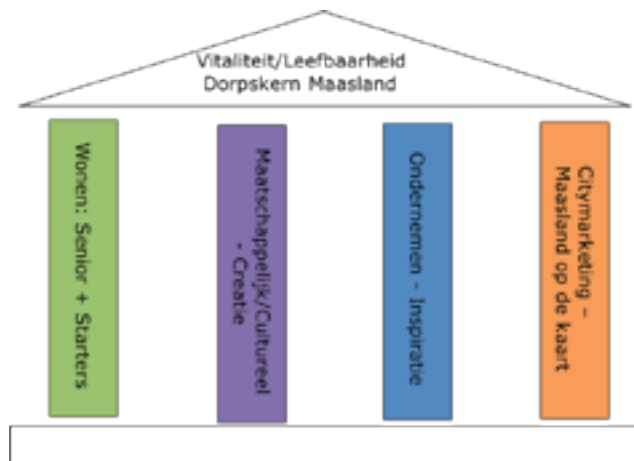 Vitaliteit/Leefbaarheid
Dorpskern Maasland
Wonen: Senior + Starters
Maatschappelijk/Cultureel
- Creatie
Ondernemen - Inspiratie
Citymarketing –
Maasland op de kaart